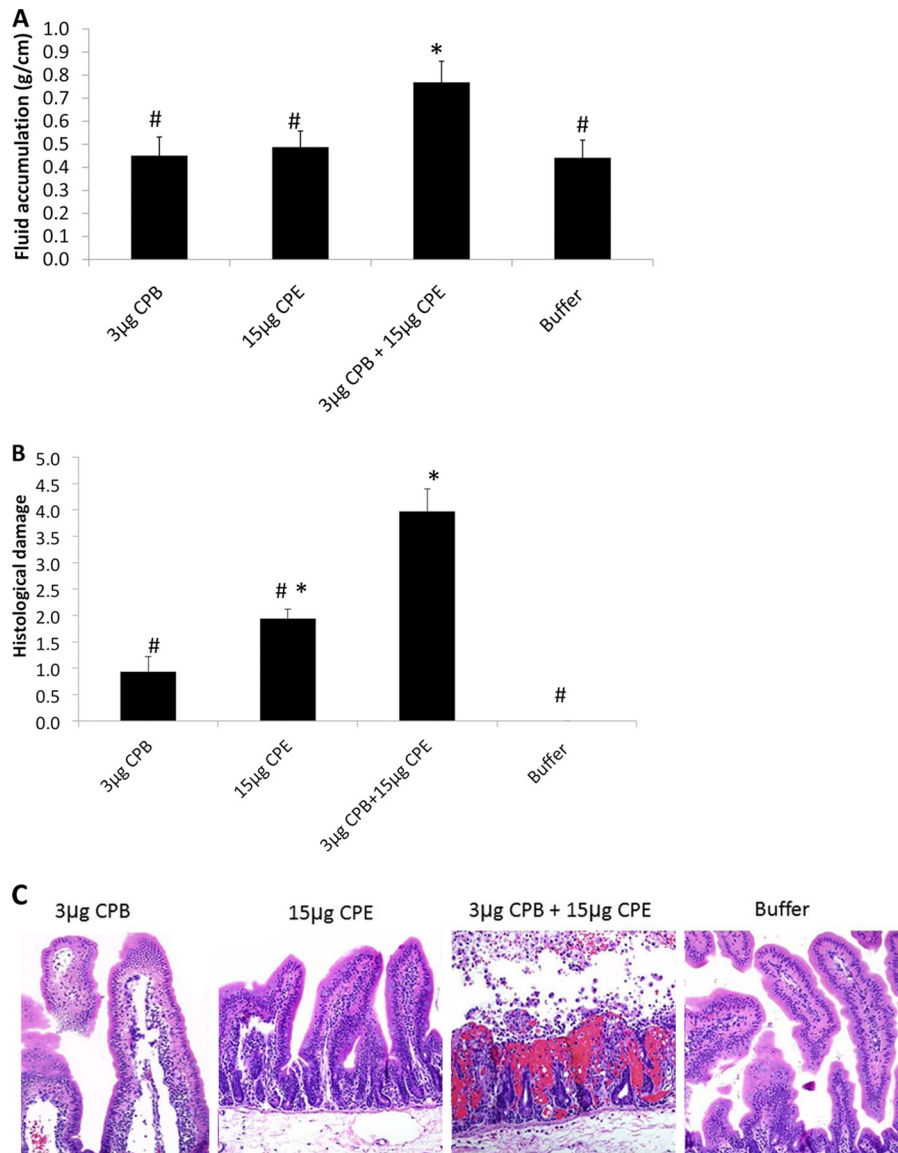 A
Fluid accumulation (g/cm)
1.0
0.9
0.8
0.7
0.6
0.5
0.4
0.3
0.2
0.1
0.0
# # * #
3µg CPB
15µg CPE
3µg CPB + 15µg CPE
Buffer
B
Histological damage
5.0
4.5
4.0
3.5
3.0
2.5
2.0
1.5
1.0
0.5
0.0
# # * * #
3µg CPB
15µg CPE
3µg CPB+15µg CPE
Buffer
C
3µg CPB 15µg CPE 3µg CPB + 15µg CPE Buffer